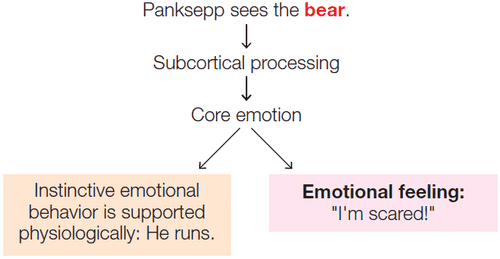 Panksepp sees the bear.
Subcortical processing
Core emotion
Instinctive emotional
behavior is supported
physiologically: He runs.
Emotional feeling:
"I'm scared!"